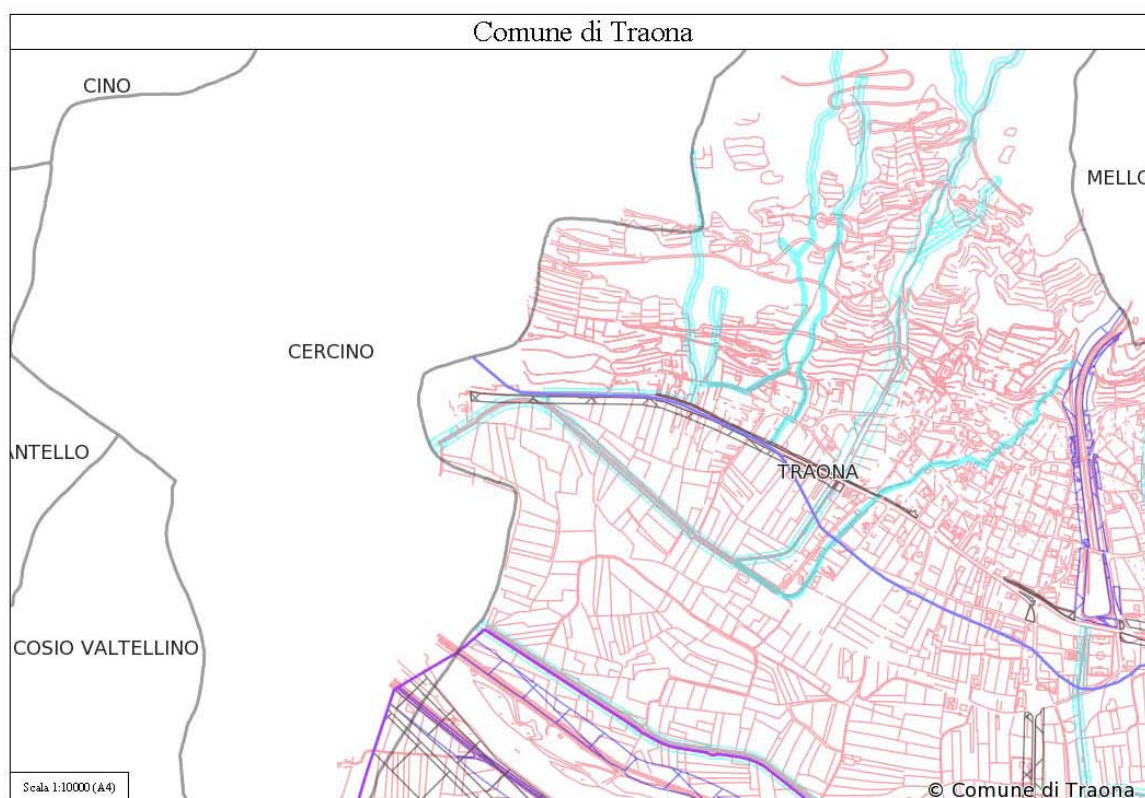 Comune di Traona
CINO
MELLO
CERCINO
ANTELLO
TRAONA
COSIO VALTELLINO
Scala 1:10000 (A4)
© Comune di Traona